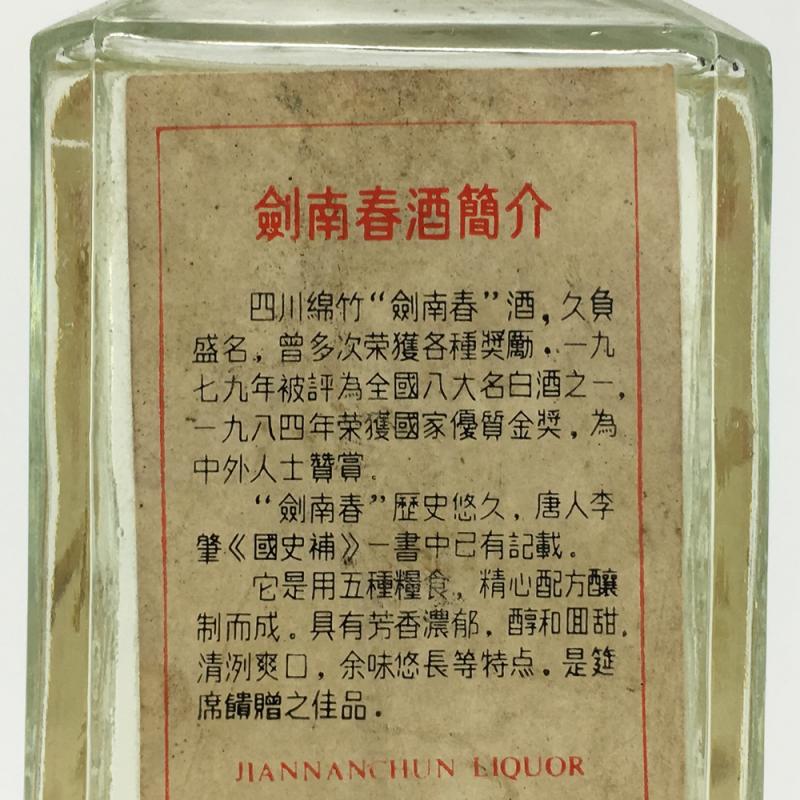 劍南春酒簡介
四川綿竹“劍南春”酒，久負
盛名，曾多次荣獲各種獎勵．一九
七九年被評為全國八大名白酒之一，
一九八四年荣獲國家優質金獎，為
中外人士贊賞。
“劍南春”歷史悠久，唐人李
肇《國史補》一書中已有記載。
它是用五種糧食，精心配方釀
制而成。具有芳香濃郁，醇和回甜，
清洌爽口，余味悠長等特点．是筵
席饋贈之佳品．
JIANNANCHUN LIQUOR